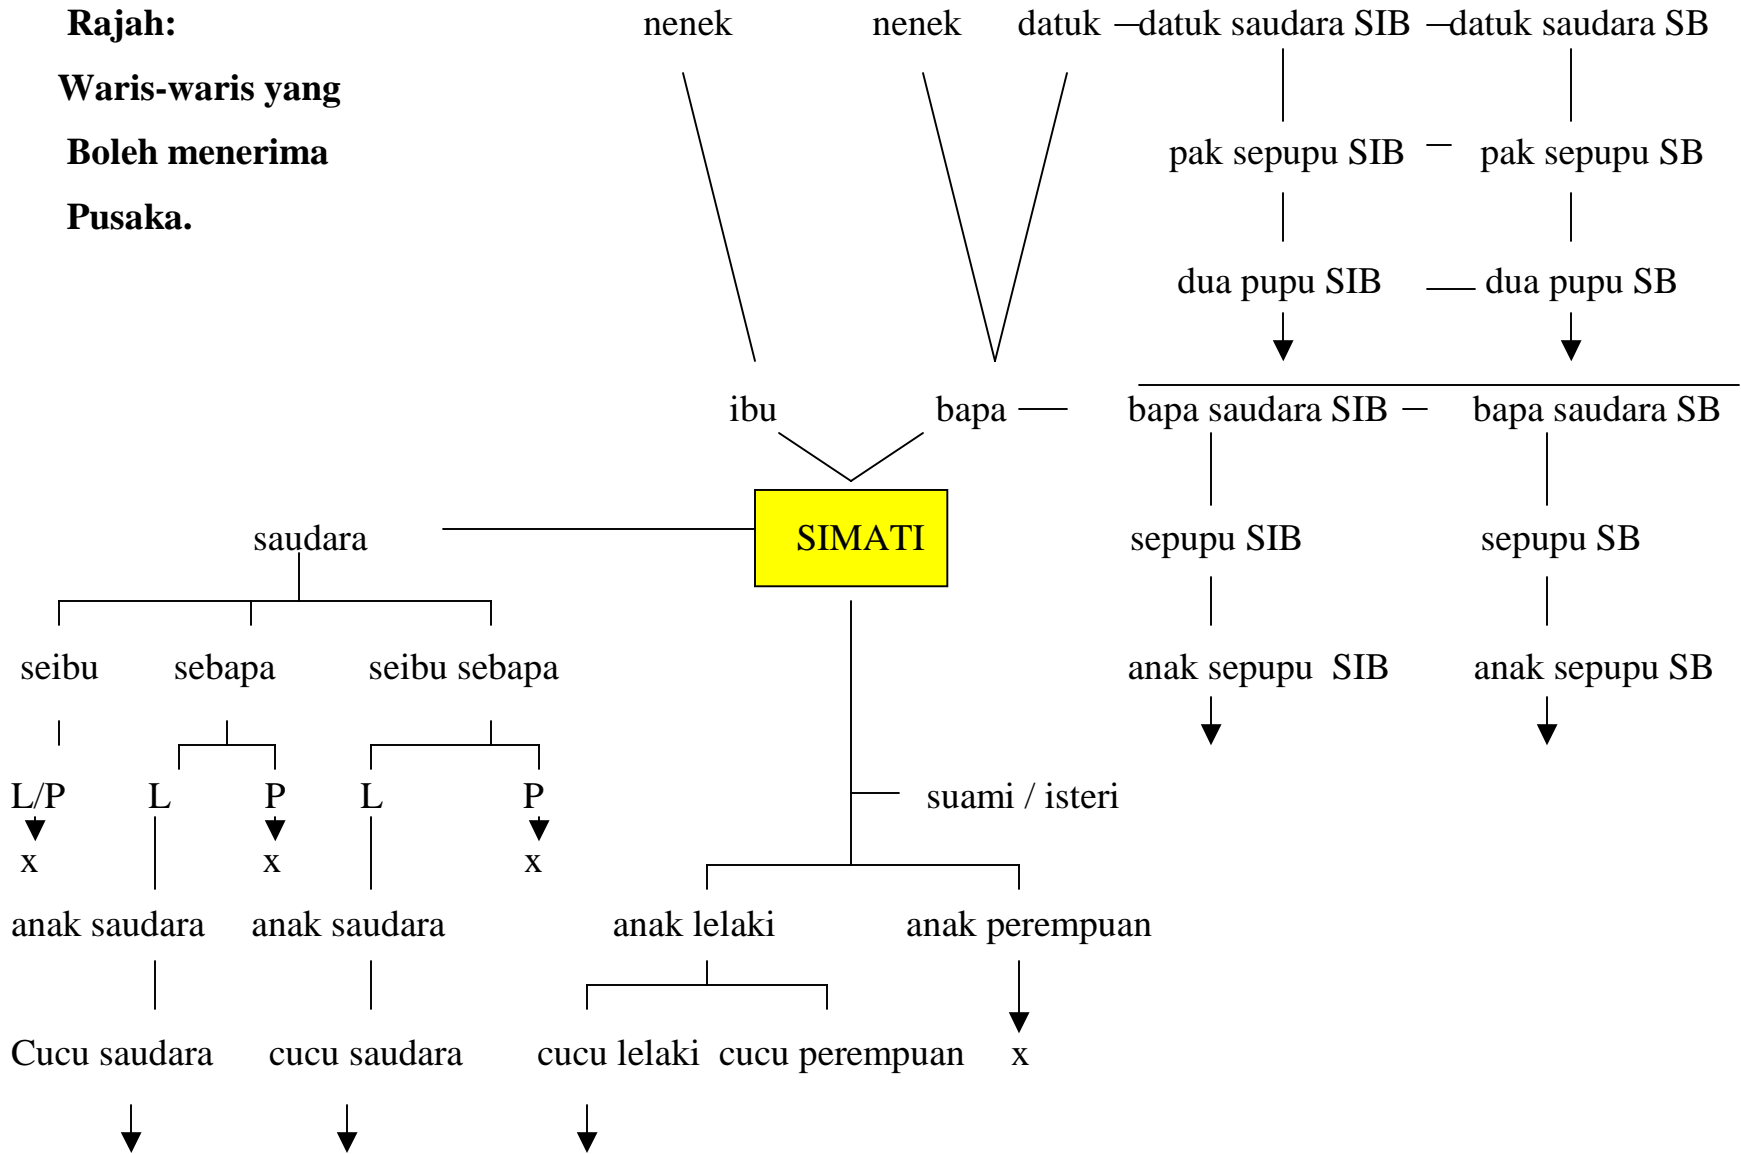 Rajah: nenek nenek datuk datuk saudara SIB datuk saudara SB
Waris-waris yang
Boleh menerima pak sepupu SIB pak sepupu SB
Pusaka.
dua pupu SIB dua pupu SB
ibu bapa bapa saudara SIB bapa saudara SB
saudara SIMATI sepupu SIB sepupu SB
seibu sebapa seibu sebapa anak sepupu SIB anak sepupu SB
L/P L P L P suami / isteri
x x x
anak saudara anak saudara anak lelaki anak perempuan
Cucu saudara cucu saudara cucu lelaki cucu perempuan x